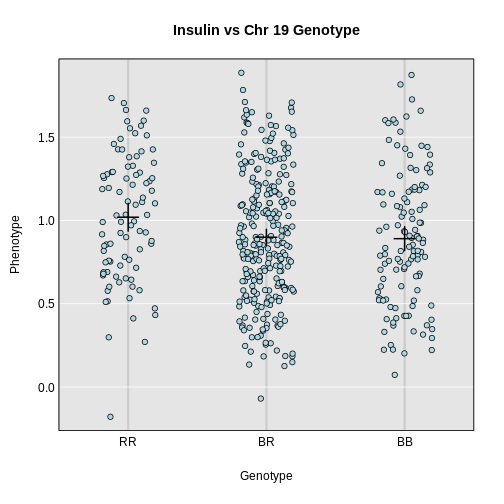 Insulin vs Chr 19 Genotype
Phenotype
1.5
1.0
0.5
0.0
RR BR BB
Genotype